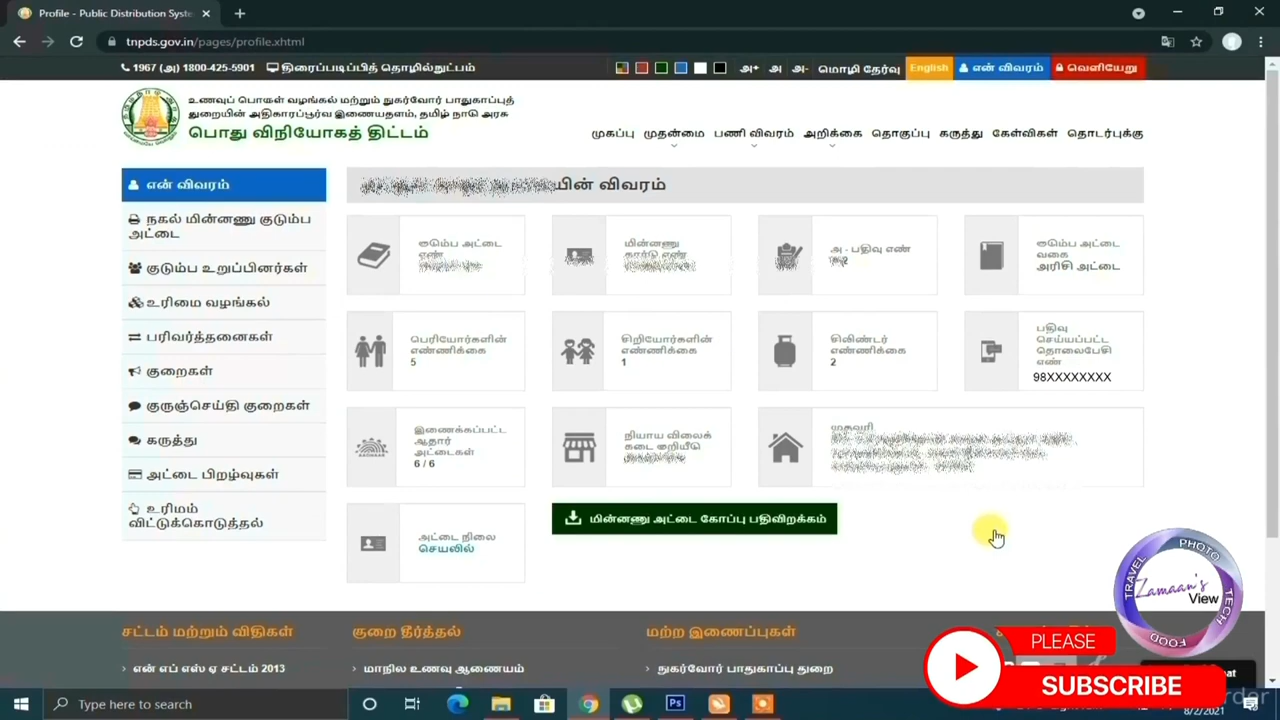 Profile - Public Distribution Syste
tnpds.gov.in/pages/profile.xhtml
1967 (அ) 1800-425-5901 திரைப்படிப்பித் தொழில்நுட்பம்
அ+ அ அ- மொழி தேர்வு English என் விவரம் வெளியேறு
உணவுப் பொருள் வழங்கல் மற்றும் நுகர்வோர் பாதுகாப்புத்
துறையின் அதிகாரப்பூர்வ இணையதளம், தமிழ் நாடு அரசு
பொது விநியோகத் திட்டம்
முகப்பு முதன்மை பணி விவரம் அறிக்கை தொகுப்பு கருத்து கேள்விகள் தொடர்புக்கு
என் விவரம்
நகல் மின்னணு குடும்ப
அட்டை
குடும்ப உறுப்பினர்கள்
உரிமை வழங்கல்
பரிவர்த்தனைகள்
குறைகள்
குருஞ்செய்தி குறைகள்
கருத்து
அட்டை பிறழ்வுகள்
உரிமம்
விட்டுக்கொடுத்தல்
யின் விவரம்
குடும்ப அட்டை
எண்
மின்னணு
கார்டு எண்
அ - பதிவு எண்
குடும்ப அட்டை
வகை
அரிசி அட்டை
பெரியோர்களின்
எண்ணிக்கை
5
சிறியோர்களின்
எண்ணிக்கை
1
சிலிண்டர்
எண்ணிக்கை
2
பதிவு
செய்யப்பட்ட
தொலைபேசி
எண்
98XXXXXXXX
இணைக்கப்பட்ட
ஆதார்
அட்டைகள்
6 / 6
நியாய விலைக்
கடை குறியீடு
முகவரி
அட்டை நிலை
செயலில்
மின்னணு அட்டை கோப்பு பதிவிறக்கம்
சட்டம் மற்றும் விதிகள்
குறை தீர்த்தல்
மற்ற இணைப்புகள்
என் எப் எஸ் ஏ சட்டம் 2013
மாநில உணவு ஆணையம்
நுகர்வோர் பாதுகாப்பு துறை
TRAVEL PHOTO TECH FOOD
Zamaan's
View
PLEASE
SUBSCRIBE
Type here to search
8/2/2021